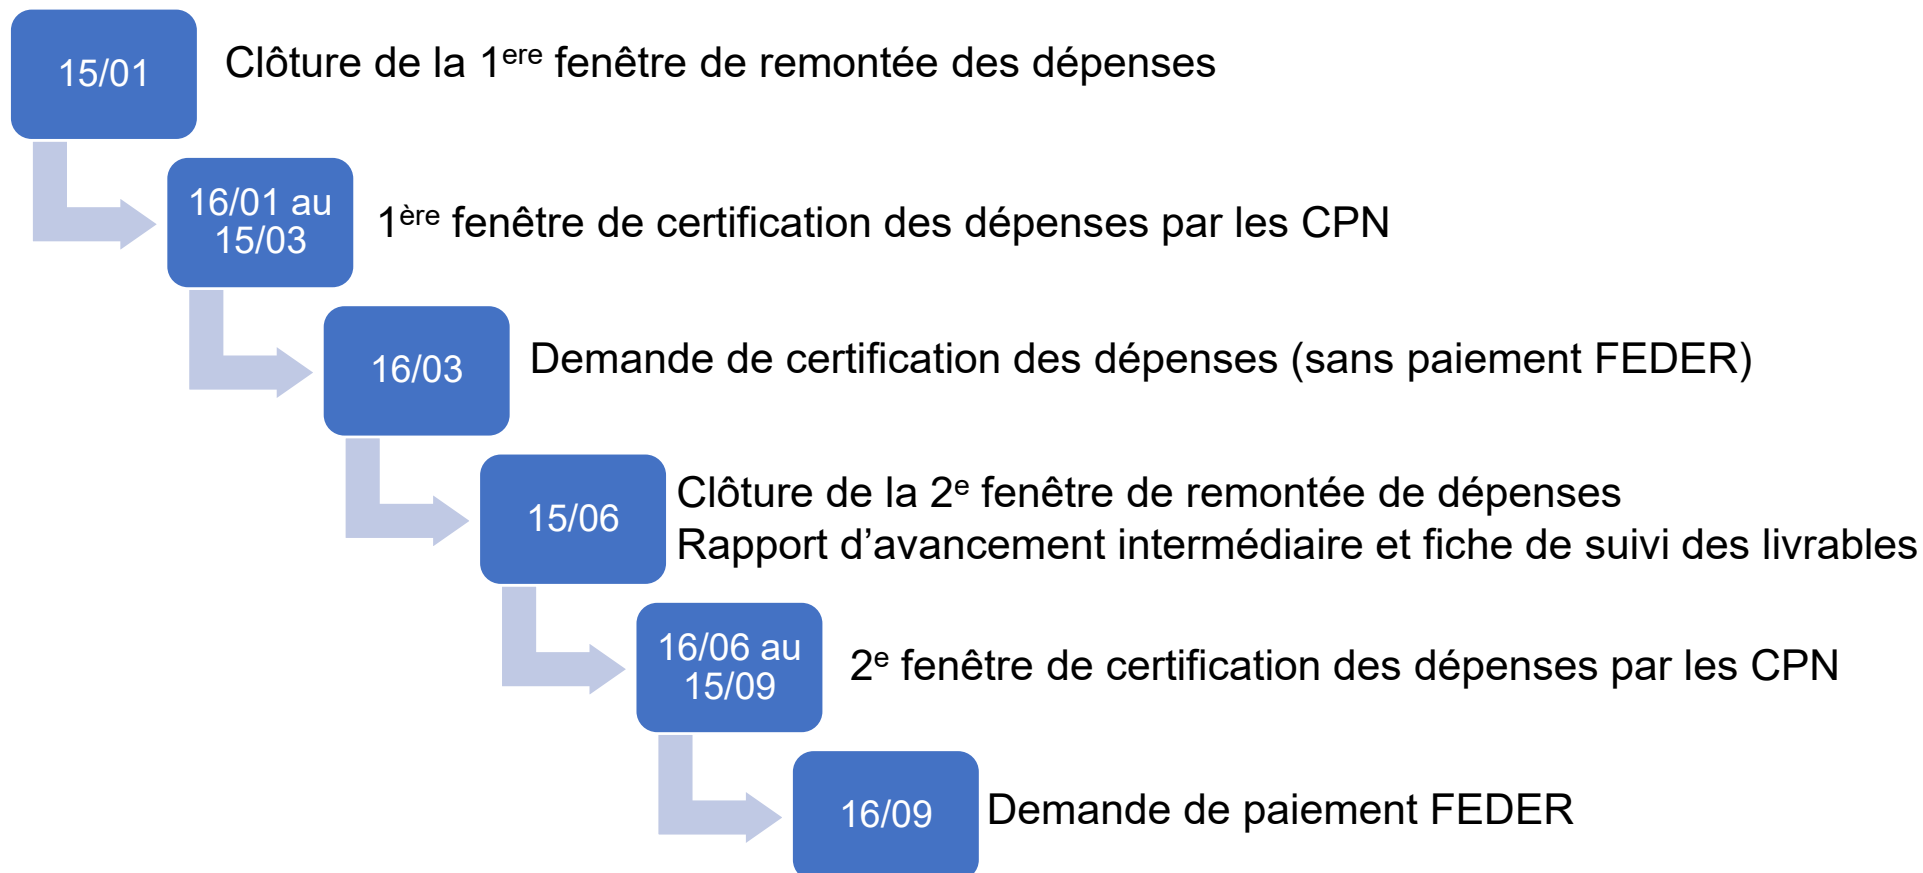 15/01
Clôture de la 1ere fenêtre de remontée des dépenses
16/01 au
15/03
1ère fenêtre de certification des dépenses par les CPN
16/03
Demande de certification des dépenses (sans paiement FEDER)
15/06
Clôture de la 2e fenêtre de remontée de dépenses
Rapport d’avancement intermédiaire et fiche de suivi des livrables
16/06 au
15/09
2e fenêtre de certification des dépenses par les CPN
16/09
Demande de paiement FEDER